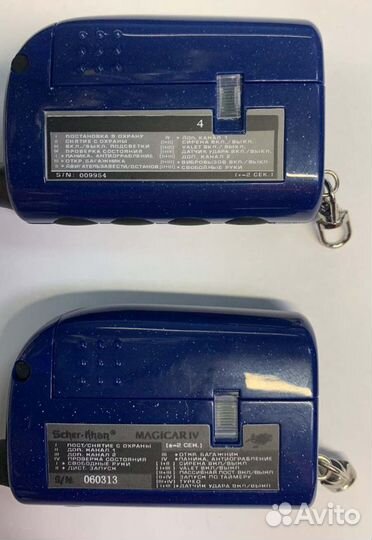 4
I ПОСТАНОВКА В ОХРАНУ
II СНЯТИЕ С ОХРАНЫ
ВКЛ./ВЫКЛ. ПОДСВЕТКИ
ПРОВЕРКА СОСТОЯНИЯ
ПАНИКА, АНТИОГРАБЛЕНИЕ
ОТКР. БАГАЖНИКА
ДВИГАТЕЛЬ ЗАВЕСТИ/ОСТАНОВ
ДОП. КАНАЛ 1
СИРЕНА ВКЛ/ВЫКЛ
VALET ВКЛ/ВЫКЛ
ДАТЧИК УДАРА ВКЛ/ВЫКЛ
ДОП. КАНАЛ 2
ВИБРОВЫЗОВ ВКЛ/ВЫКЛ
СВОБОДНЫЕ РУКИ
S/N: 009954
[•=2 СЕК.]
Scher-Khan MAGICAR IV
I ПОСТ/СНЯТИЕ С ОХРАНЫ [•=2 СЕК.]
II ДОП. КАНАЛ 1
III ДОП. КАНАЛ 2
IV ПРОВЕРКА СОСТОЯНИЯ
СВОБОДНЫЕ РУКИ
ДИСТ. ЗАПУСК
ОТКР. БАГАЖНИК
ПАНИКА, АНТИОГРАБЛЕНИЕ
СИРЕНА ВКЛ/ВЫКЛ
VALET ВКЛ/ВЫКЛ
ПАССИВНАЯ ПОСТ. ВКЛ/ВЫКЛ
ЗАПУСК ПО ТАЙМЕРУ
ТУРБО
ДАТЧИК УДАРА ВКЛ/ВЫКЛ
S/N: 060313
Avito